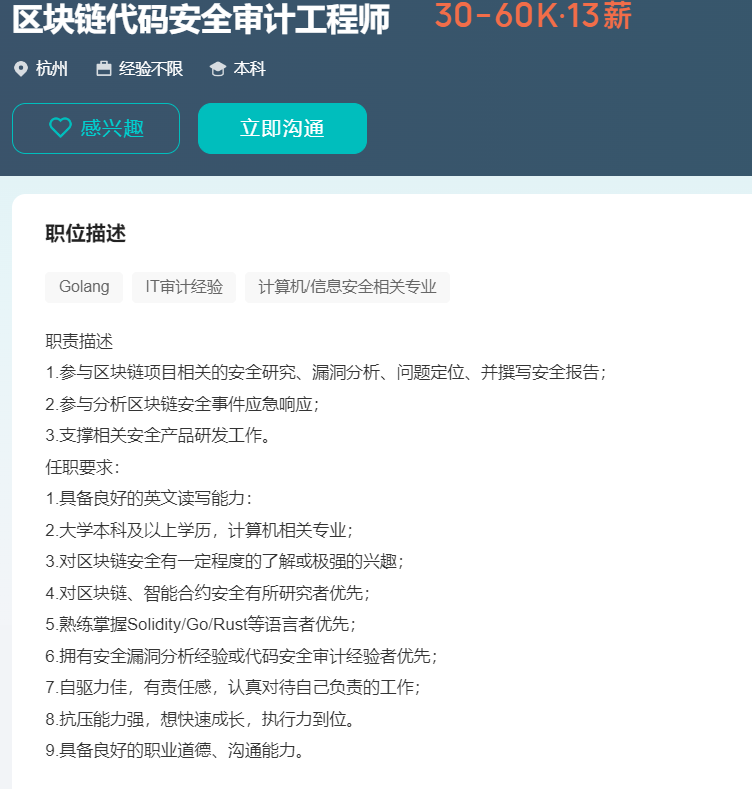 区块链代码安全审计工程师 30-60K·13薪
杭州 经验不限 本科
感兴趣 立即沟通
职位描述
Golang IT审计经验 计算机/信息安全相关专业
职责描述
1.参与区块链项目相关的安全研究、漏洞分析、问题定位、并撰写安全报告；
2.参与分析区块链安全事件应急响应；
3.支撑相关安全产品研发工作。
任职要求：
1.具备良好的英文读写能力：
2.大学本科及以上学历，计算机相关专业；
3.对区块链安全有一定程度的了解或极强的兴趣；
4.对区块链、智能合约安全有所研究者优先；
5.熟练掌握Solidity/Go/Rust等语言者优先；
6.拥有安全漏洞分析经验或代码安全审计经验者优先；
7.自驱力佳，有责任感，认真对待自己负责的工作；
8.抗压能力强，想快速成长，执行力到位。
9.具备良好的职业道德、沟通能力。